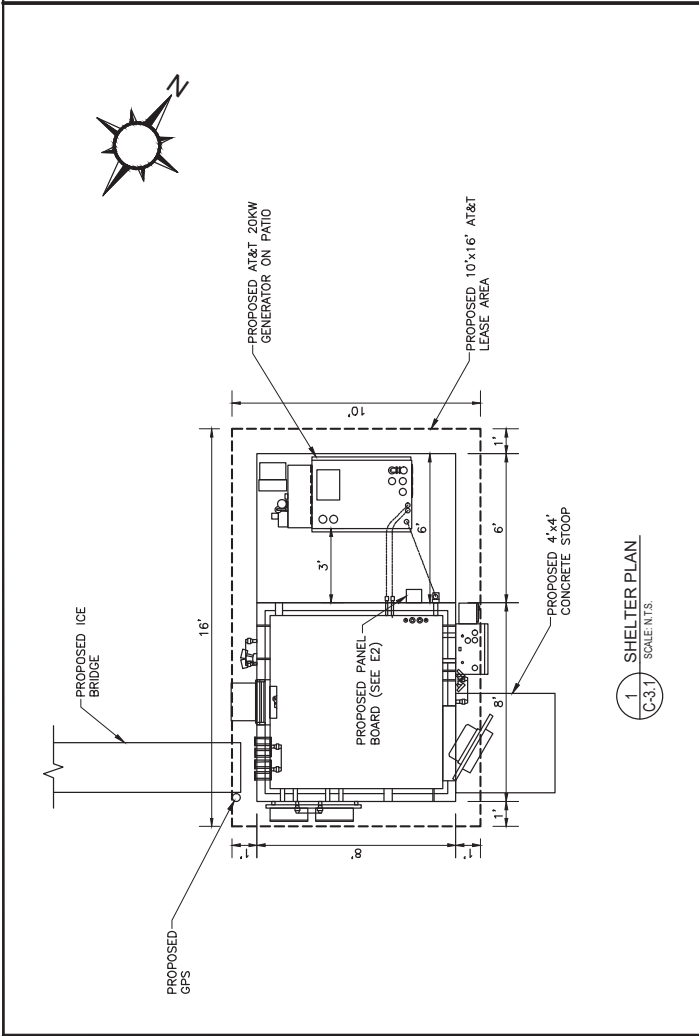 N
PROPOSED AT&T 20KW
GENERATOR ON PATIO
PROPOSED 10'x16' AT&T
LEASE AREA
PROPOSED ICE
BRIDGE
16'
10'
3'
6'
PROPOSED PANEL
BOARD (SEE E2)
PROPOSED
GPS
1'
8'
1'
1'
8'
6'
1'
PROPOSED 4'x4'
CONCRETE STOOP
1
C-3.1
SHELTER PLAN
SCALE: N.T.S.